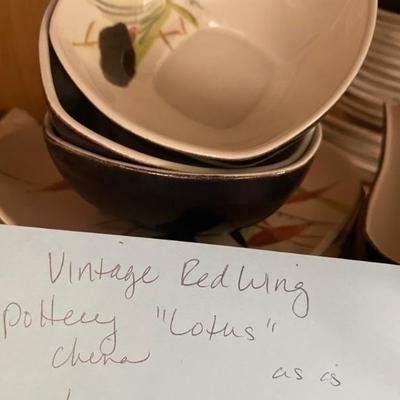 Vintage Red Wing
Pottery "Lotus"
China
as is